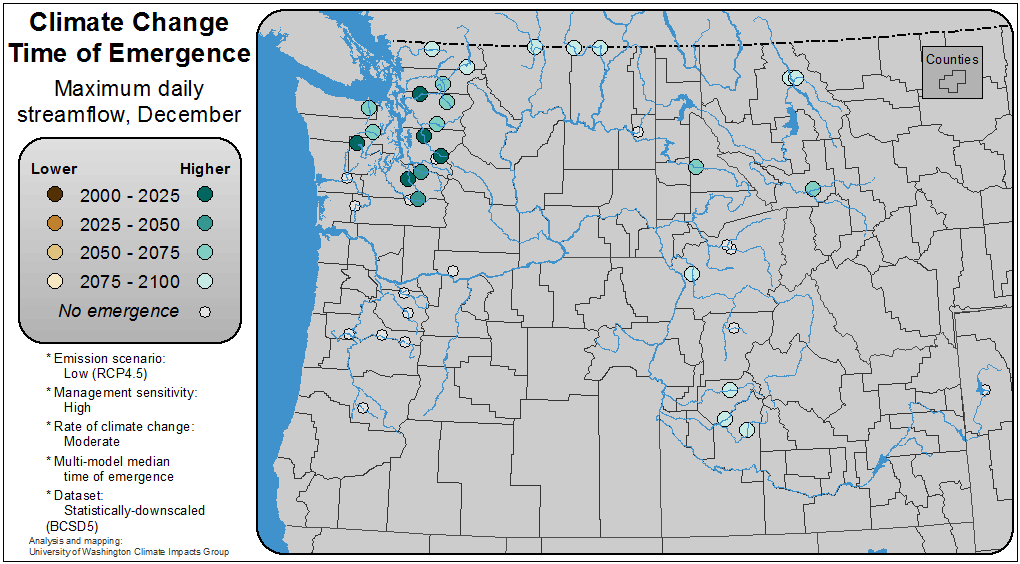 Climate Change
Time of Emergence
Maximum daily
streamflow, December
Lower Higher
2000 - 2025
2025 - 2050
2050 - 2075
2075 - 2100
No emergence
* Emission scenario:
Low (RCP4.5)
* Management sensitivity:
High
* Rate of climate change:
Moderate
* Multi-model median
time of emergence
* Dataset:
Statistically-downscaled
(BCSD5)
Analysis and mapping:
University of Washington Climate Impacts Group
Counties